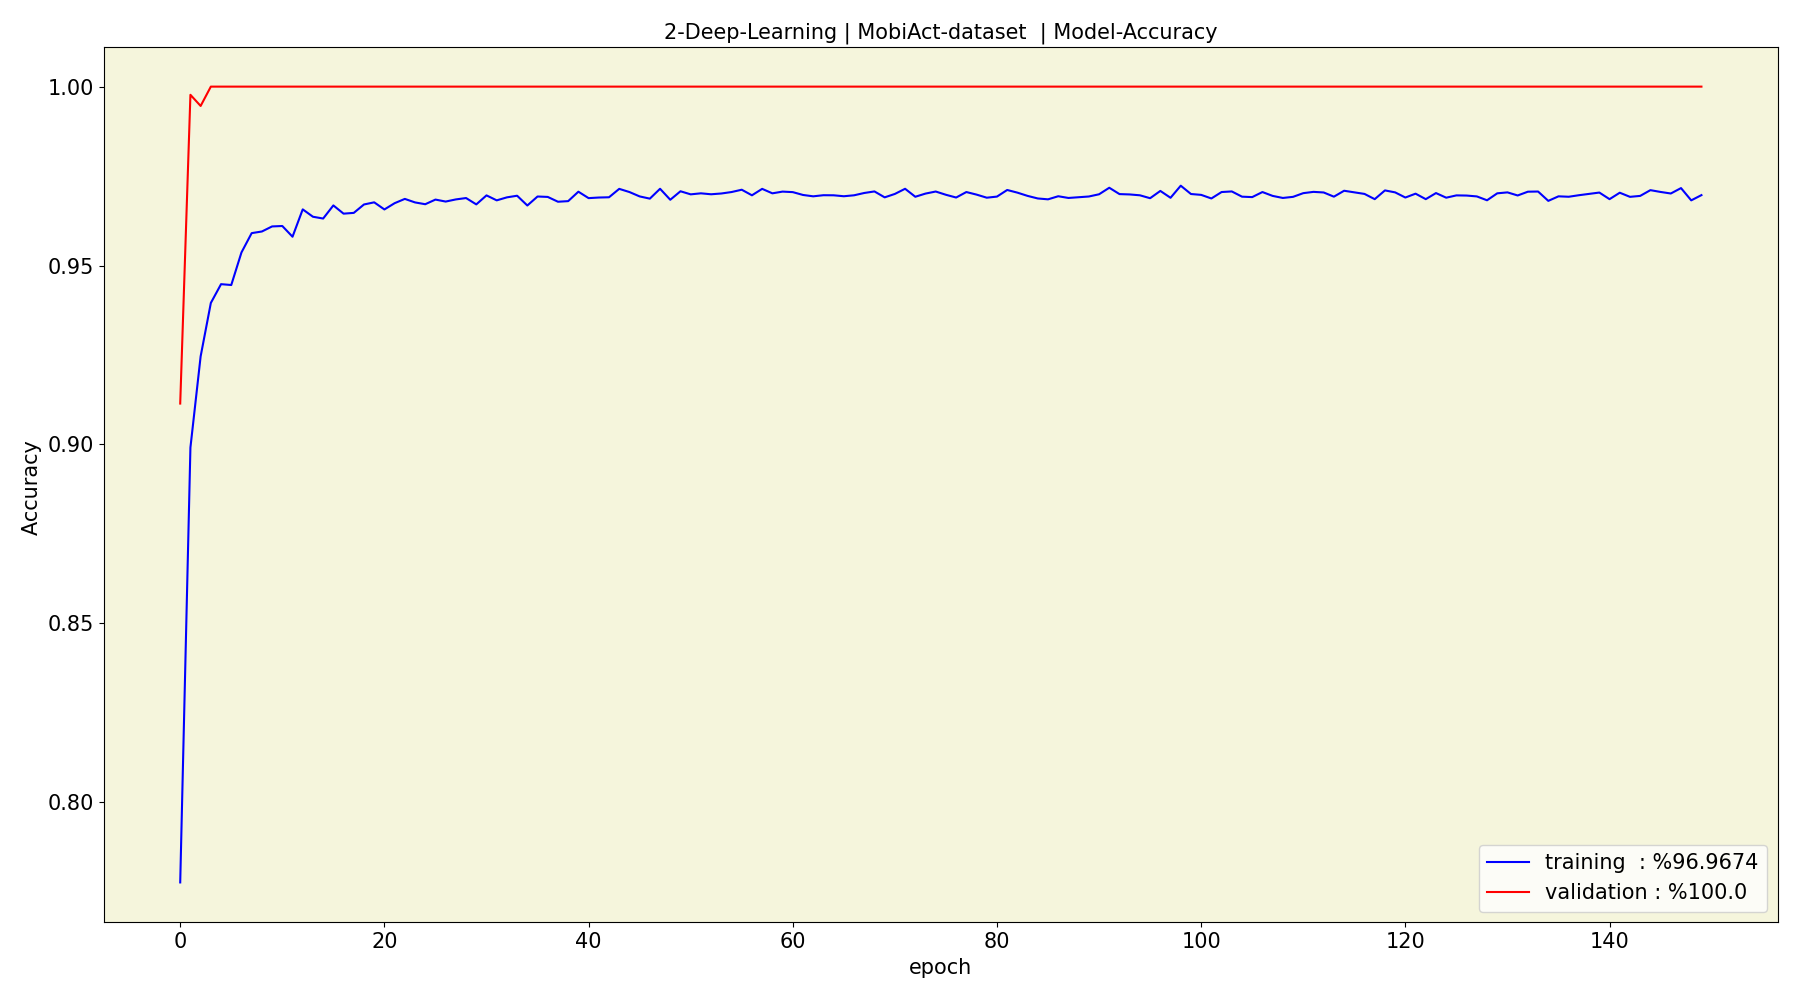 2-Deep-Learning | MobiAct-dataset  | Model-Accuracy
1.00
0.95
0.90
0.85
0.80
Accuracy
training  : %96.9674
validation : %100.0
0 20 40 60 80 100 120 140
epoch